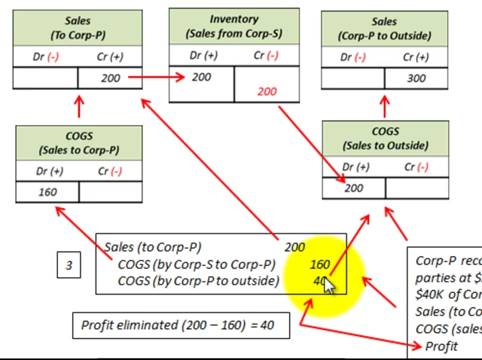 Sales
(To Corp-P)
Dr (-) Cr (+)
200
Inventory
(Sales from Corp-S)
Dr (+) Cr (-)
200
200
Sales
(Corp-P to Outside)
Dr (-) Cr (+)
300
COGS
(Sales to Corp-P)
Dr (+) Cr (-)
160
COGS
(Sales to Outside)
Dr (+) Cr (-)
200
3
Sales (to Corp-P) 200
COGS (by Corp-S to Corp-P) 160
COGS (by Corp-P to outside) 40
Profit eliminated (200 – 160) = 40
Corp-P reco
parties at $
$40K of Cor
Sales (to Co
COGS (sales
Profit